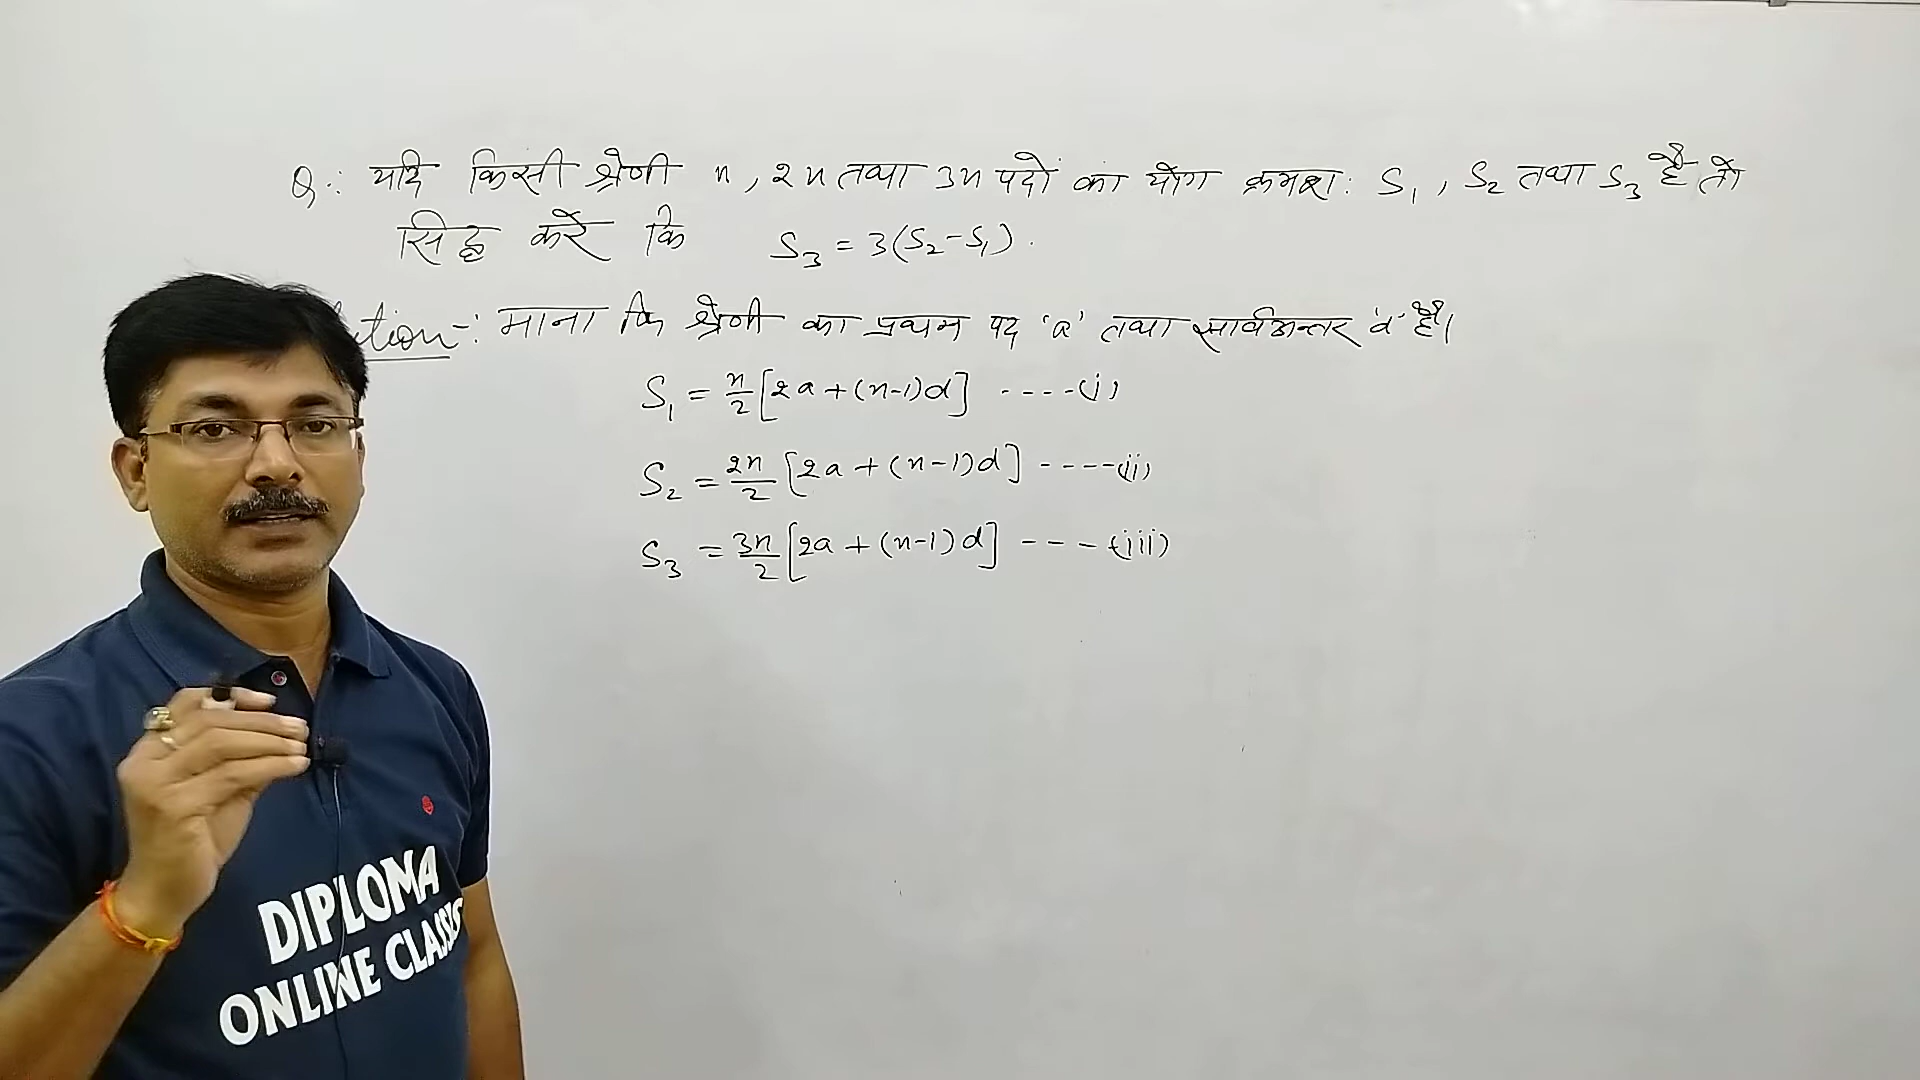 Q:. यदि किसी श्रेणी n, 2n तथा 3n पदों का योग क्रमशः S₁, S₂ तथा S₃ है तो
सिद्ध करें कि S₃ = 3(S₂-S₁).
ution-: माना कि श्रेणी का प्रथम पद 'a' तथा सार्वअन्तर 'd' है।
S₁ = n/2 [2a+(n-1)d] ----(i)
S₂ = 2n/2 [2a+(n-1)d] ----(ii)
S₃ = 3n/2 [2a+(n-1)d] ---(iii)
DIPLOMA
ONLINE CLASSES